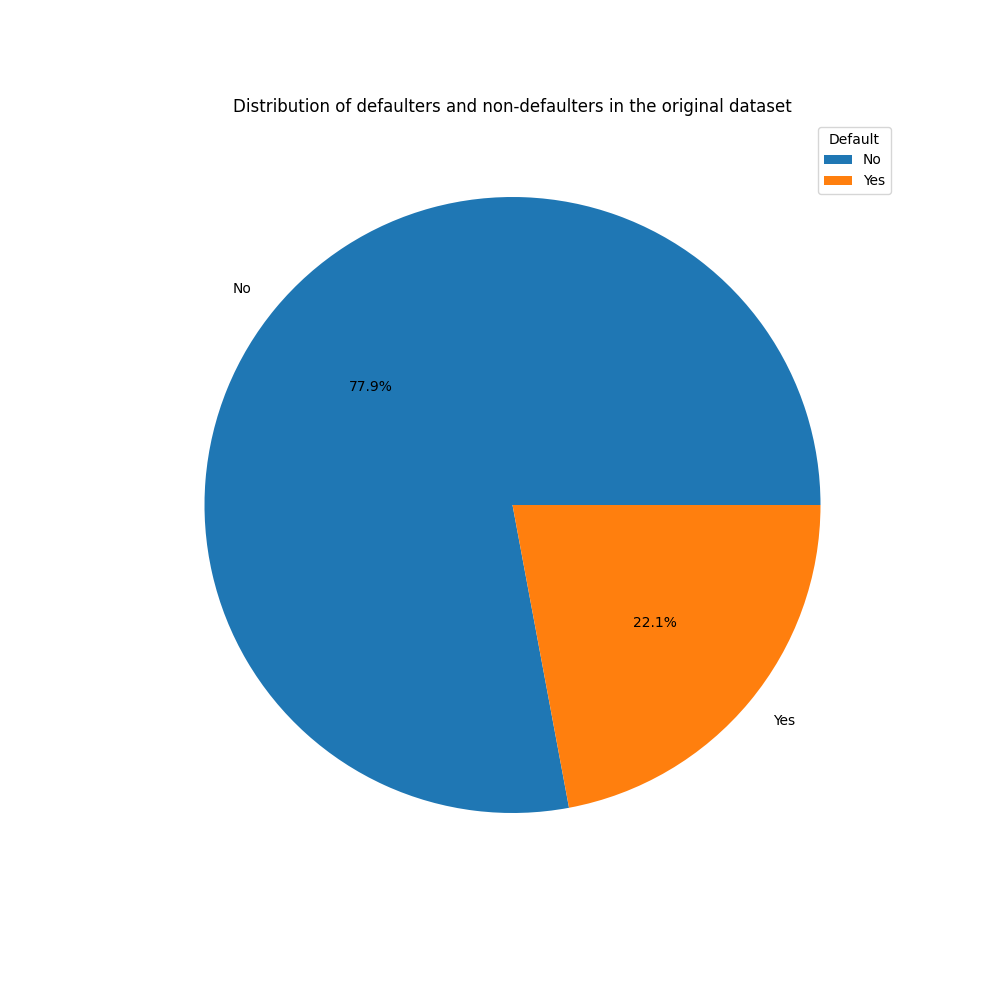 Distribution of defaulters and non-defaulters in the original dataset
Default
No
Yes
No
77.9%
22.1%
Yes